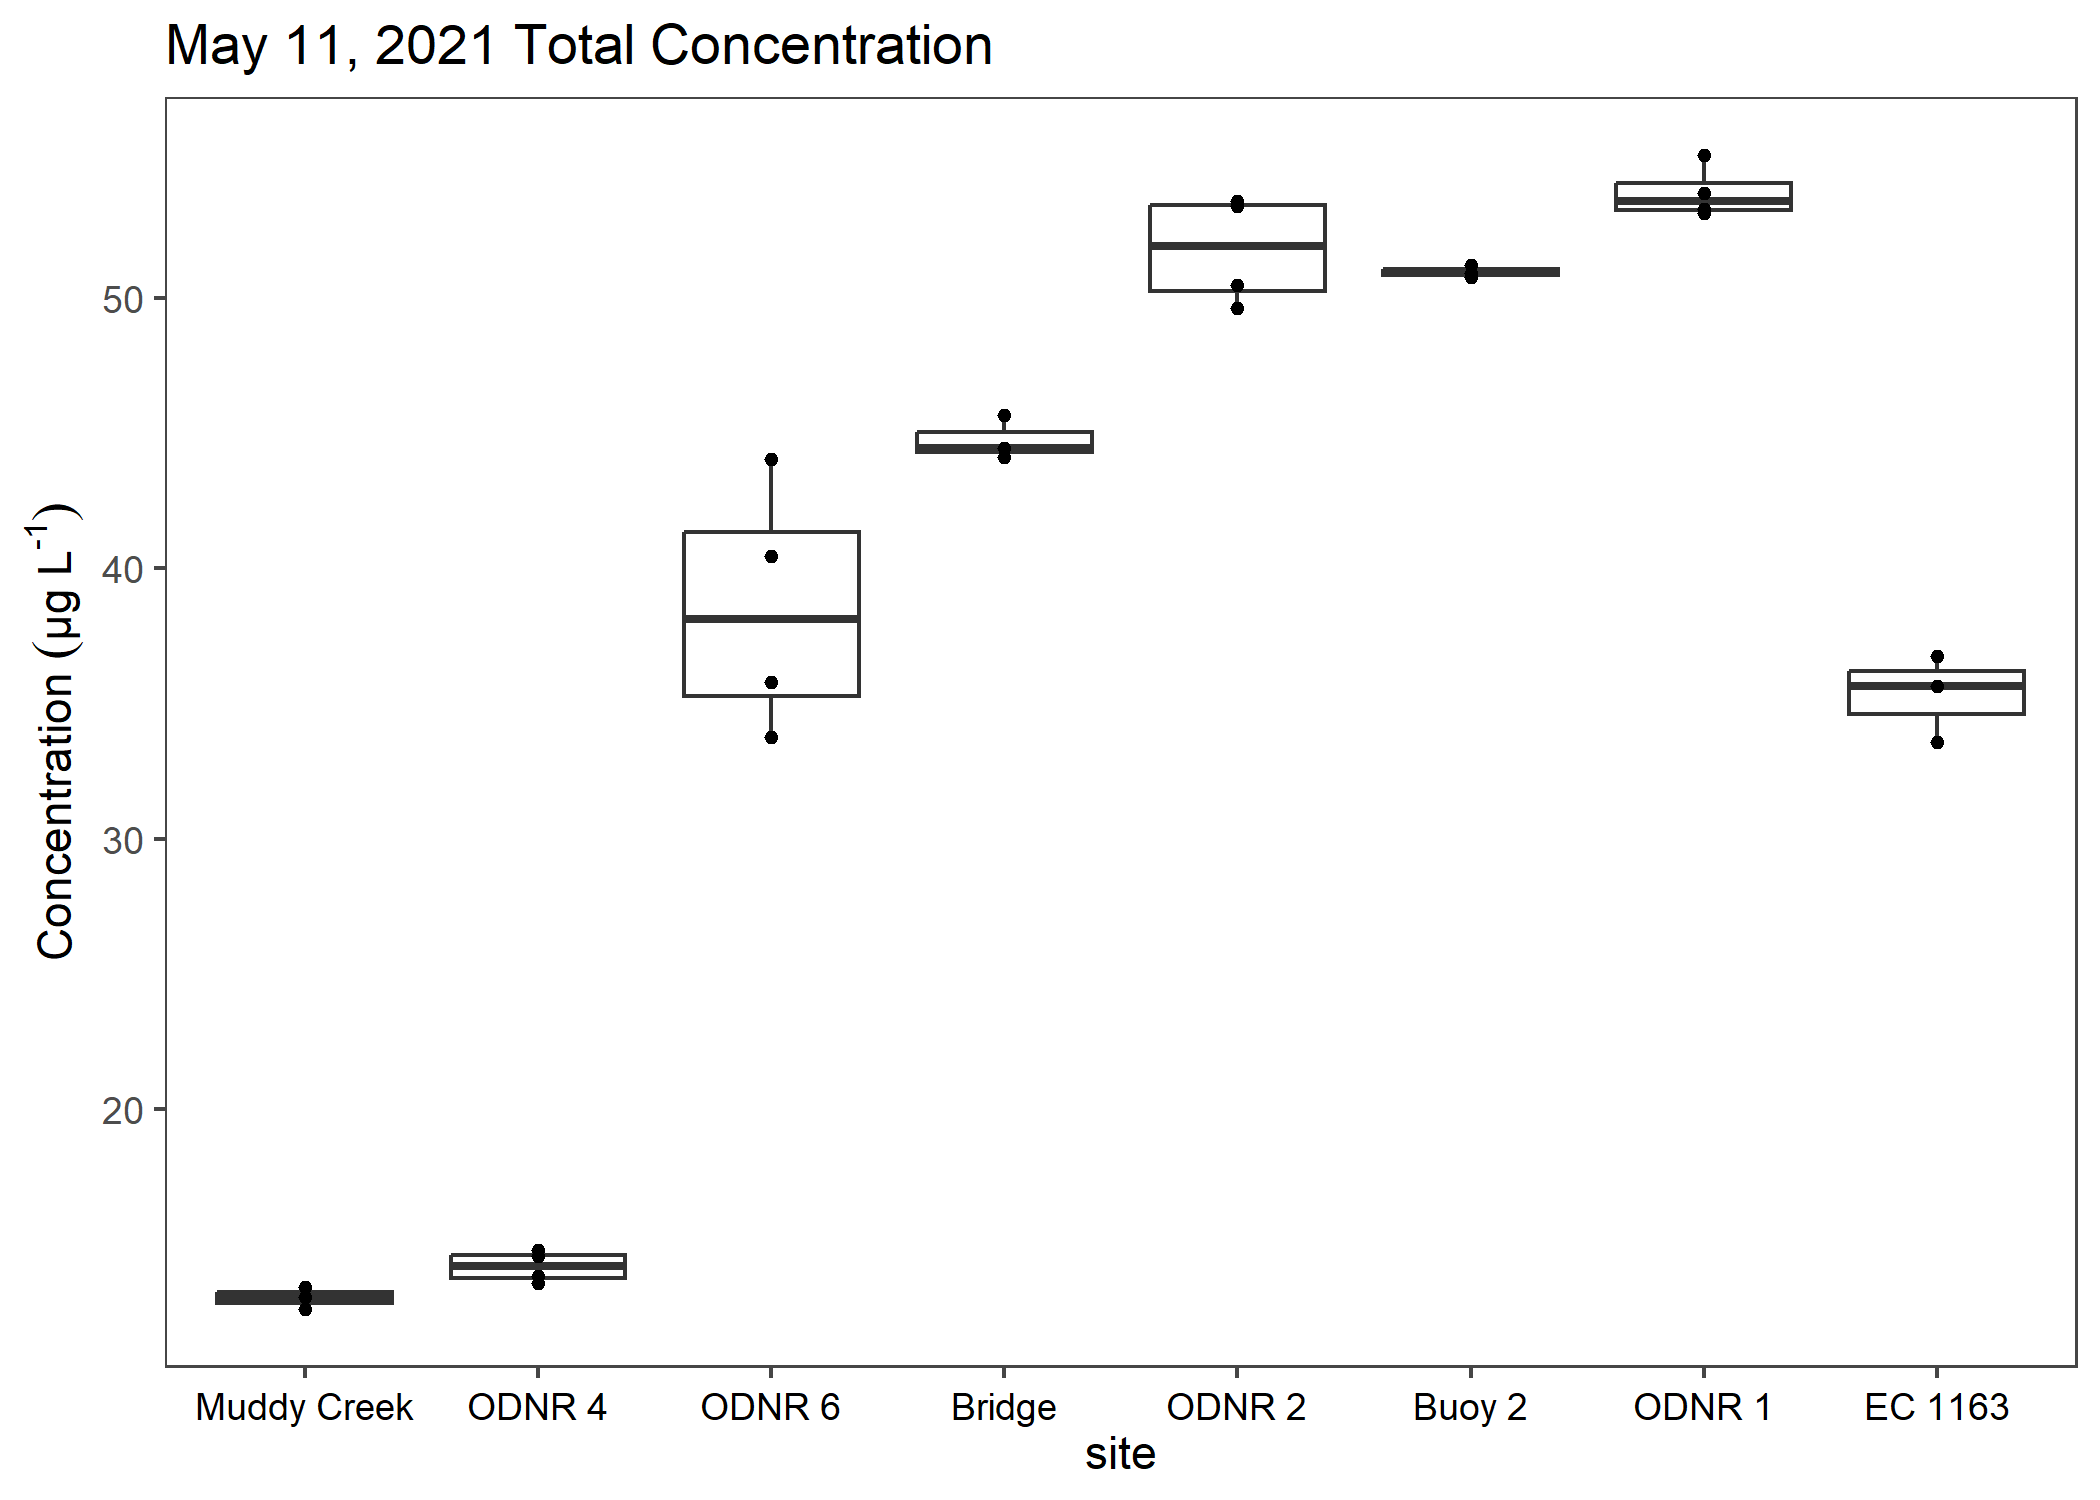 May 11, 2021 Total Concentration
Concentration (µg L⁻¹)
50
40
30
20
Muddy Creek ODNR 4 ODNR 6 Bridge ODNR 2 Buoy 2 ODNR 1 EC 1163
site